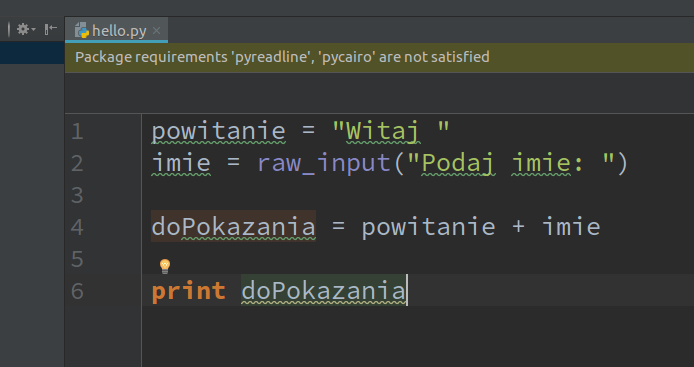 hello.py
Package requirements 'pyreadline', 'pycairo' are not satisfied
1 powitanie = "Witaj "
2 imie = raw_input("Podaj imie: ")
3
4 doPokazania = powitanie + imie
5
6 print doPokazania